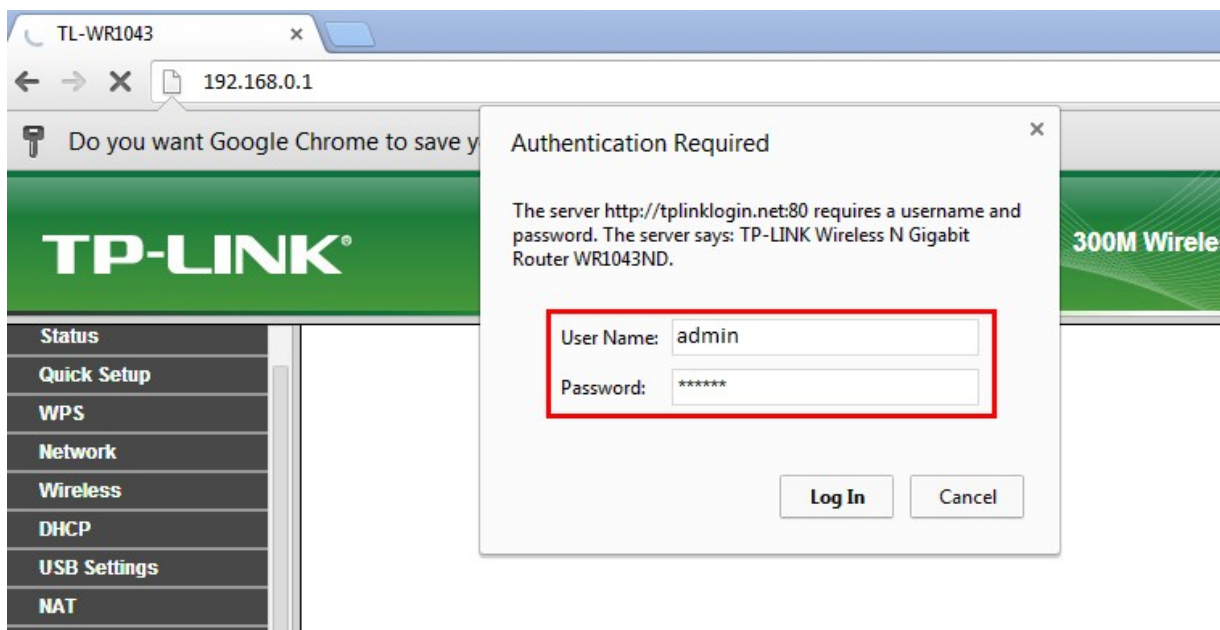 TL-WR1043
192.168.0.1
Do you want Google Chrome to save y
Authentication Required
The server http://tplinklogin.net:80 requires a username and
password. The server says: TP-LINK Wireless N Gigabit
Router WR1043ND.
TP-LINK®
300M Wirele
User Name: admin
Password: ******
Log In
Cancel
Status
Quick Setup
WPS
Network
Wireless
DHCP
USB Settings
NAT